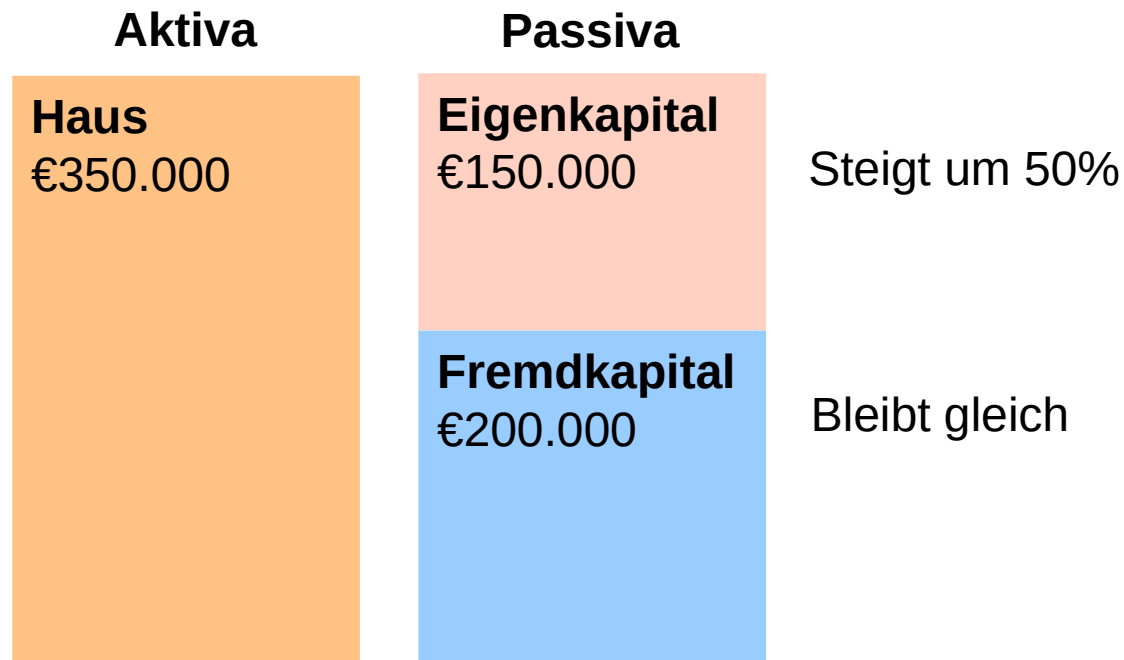 Aktiva
Passiva
Haus
€350.000
Eigenkapital
€150.000
Steigt um 50%
Fremdkapital
€200.000
Bleibt gleich